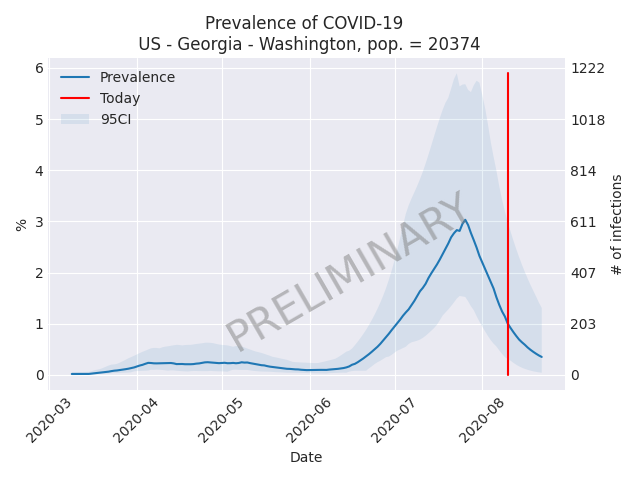 Prevalence of COVID-19
US - Georgia - Washington, pop. = 20374
Prevalence
Today
95CI
PRELIMINARY
%
6
5
4
3
2
1
0
1222
1018
814
611
407
203
0
# of infections
2020-03
2020-04
2020-05
2020-06
2020-07
2020-08
Date